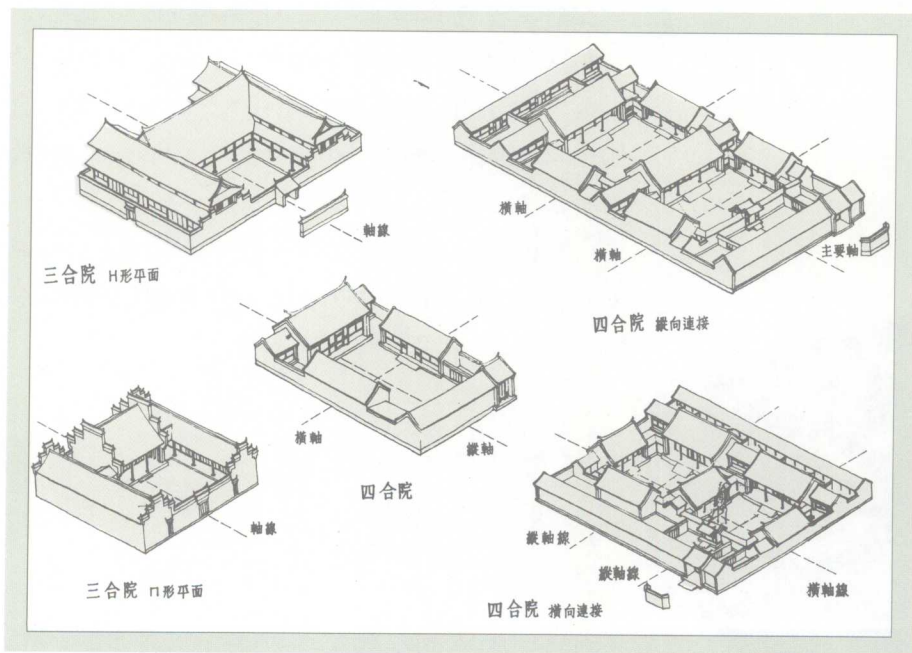 軸線
三合院 H形平面
橫軸
橫軸
主要軸
四合院 縱向連接
橫軸
縱軸
四合院
軸線
三合院 ㄇ形平面
縱軸線
縱軸線
橫軸線
四合院 橫向連接